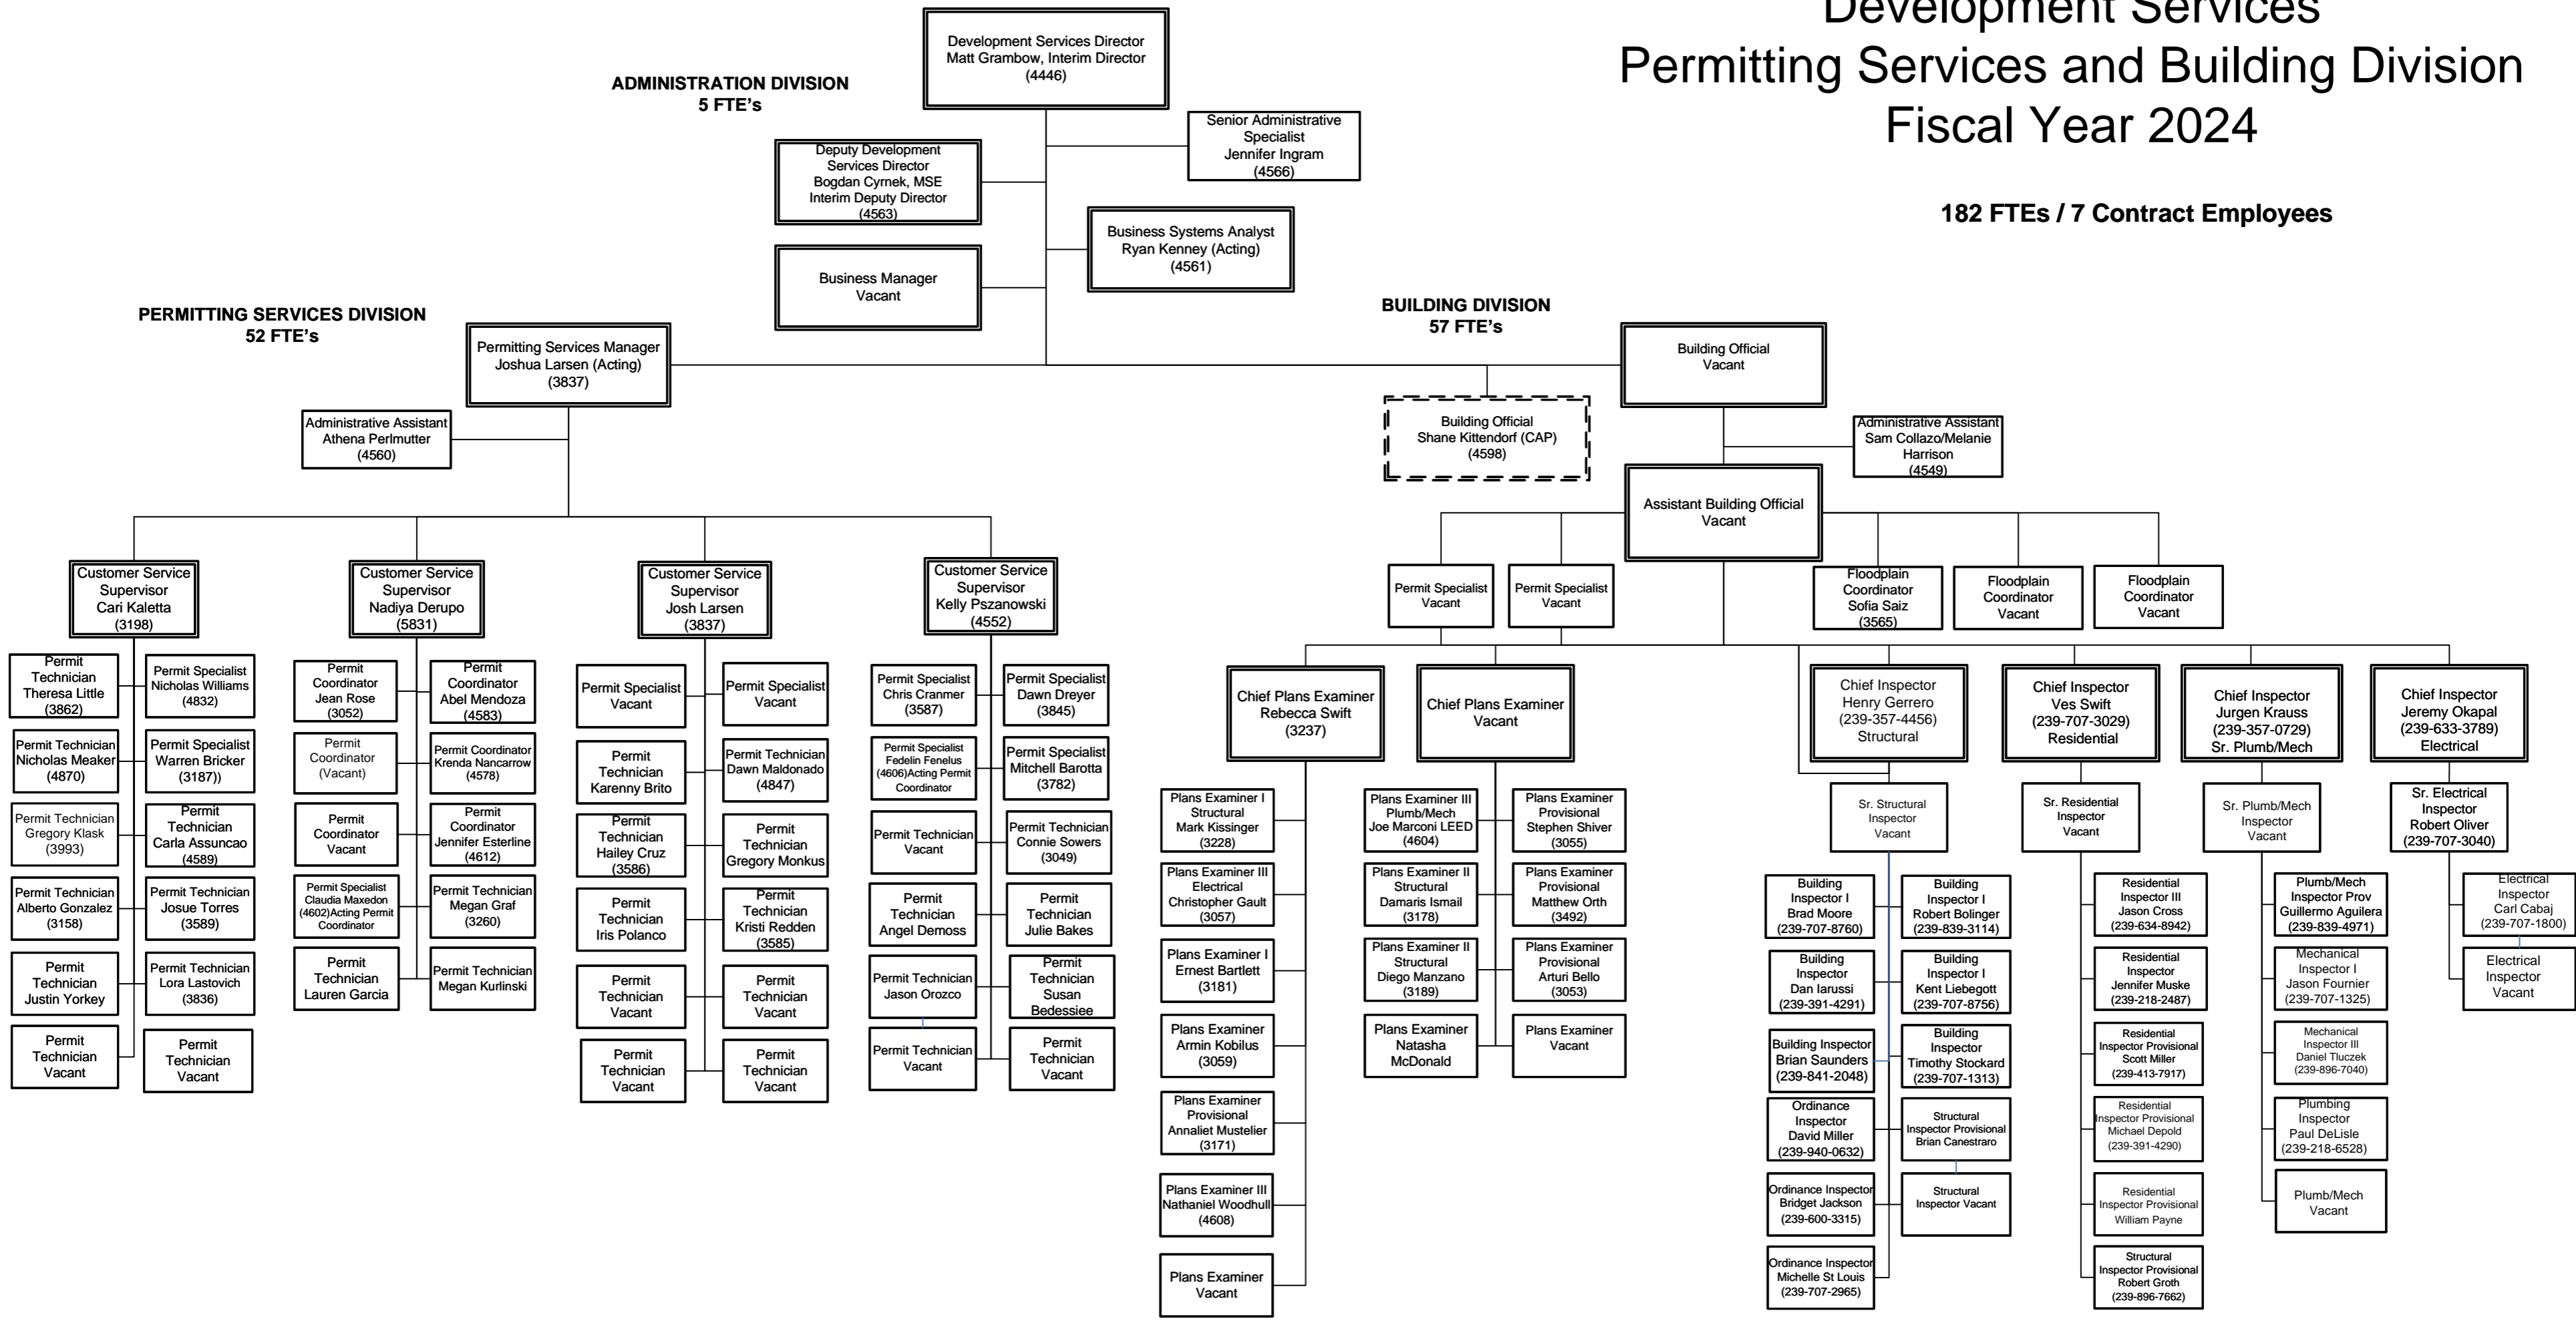 Development Services
Permitting Services and Building Division
Fiscal Year 2024
182 FTEs / 7 Contract Employees
Development Services Director
Matt Grambow, Interim Director
(4446)
ADMINISTRATION DIVISION
5 FTE's
Senior Administrative
Specialist
Jennifer Ingram
(4566)
Deputy Development
Services Director
Bogdan Cyrnek, MSE
Interim Deputy Director
(4563)
Business Systems Analyst
Ryan Kenney (Acting)
(4561)
Business Manager
Vacant
PERMITTING SERVICES DIVISION
52 FTE's
Permitting Services Manager
Joshua Larsen (Acting)
(3837)
Administrative Assistant
Athena Perlmutter
(4560)
BUILDING DIVISION
57 FTE's
Building Official
Vacant
Building Official
Shane Kittendorf (CAP)
(4598)
Administrative Assistant
Sam Collazo/Melanie
Harrison
(4549)
Assistant Building Official
Vacant
Customer Service
Supervisor
Cari Kaletta
(3198)
Customer Service
Supervisor
Nadiya Derupo
(5831)
Customer Service
Supervisor
Josh Larsen
(3837)
Customer Service
Supervisor
Kelly Pszanowski
(4552)
Permit Specialist
Vacant
Permit Specialist
Vacant
Floodplain
Coordinator
Sofia Saiz
(3565)
Floodplain
Coordinator
Vacant
Floodplain
Coordinator
Vacant
Permit
Technician
Theresa Little
(3862)
Permit Specialist
Nicholas Williams
(4832)
Permit Technician
Nicholas Meaker
(4870)
Permit Specialist
Warren Bricker
(3187))
Permit Technician
Gregory Klask
(3993)
Permit
Technician
Carla Assuncao
(4589)
Permit Technician
Alberto Gonzalez
(3158)
Permit Technician
Josue Torres
(3589)
Permit
Technician
Justin Yorkey
Permit Technician
Lora Lastovich
(3836)
Permit
Technician
Vacant
Permit
Technician
Vacant
Permit
Coordinator
Jean Rose
(3052)
Permit
Coordinator
Abel Mendoza
(4583)
Permit
Coordinator
(Vacant)
Permit Coordinator
Krenda Nancarrow
(4578)
Permit
Coordinator
Vacant
Permit
Coordinator
Jennifer Esterline
(4612)
Permit Specialist
Claudia Maxedon
(4602)Acting Permit
Coordinator
Permit Technician
Megan Graf
(3260)
Permit
Technician
Lauren Garcia
Permit Technician
Megan Kurlinski
Permit Specialist
Vacant
Permit Specialist
Vacant
Permit
Technician
Karenny Brito
Permit Technician
Dawn Maldonado
(4847)
Permit
Technician
Hailey Cruz
(3586)
Permit
Technician
Gregory Monkus
Permit
Technician
Iris Polanco
Permit
Technician
Kristi Redden
(3585)
Permit
Technician
Vacant
Permit
Technician
Vacant
Permit
Technician
Vacant
Permit
Technician
Vacant
Permit Specialist
Chris Cranmer
(3587)
Permit Specialist
Dawn Dreyer
(3845)
Permit Specialist
Fedelin Fenelus
(4606)Acting Permit
Coordinator
Permit Specialist
Mitchell Barotta
(3782)
Permit Technician
Vacant
Permit Technician
Connie Sowers
(3049)
Permit
Technician
Angel Demoss
Permit
Technician
Julie Bakes
Permit Technician
Jason Orozco
Permit
Technician
Susan
Bedessiee
Permit Technician
Vacant
Permit
Technician
Vacant
Chief Plans Examiner
Rebecca Swift
(3237)
Chief Plans Examiner
Vacant
Chief Inspector
Henry Gerrero
(239-357-4456)
Structural
Chief Inspector
Ves Swift
(239-707-3029)
Residential
Chief Inspector
Jurgen Krauss
(239-357-0729)
Sr. Plumb/Mech
Chief Inspector
Jeremy Okapal
(239-633-3789)
Electrical
Plans Examiner I
Structural
Mark Kissinger
(3228)
Plans Examiner III
Electrical
Christopher Gault
(3057)
Plans Examiner I
Ernest Bartlett
(3181)
Plans Examiner
Armin Kobilus
(3059)
Plans Examiner
Provisional
Annaliet Mustelier
(3171)
Plans Examiner III
Nathaniel Woodhull
(4608)
Plans Examiner
Vacant
Plans Examiner III
Plumb/Mech
Joe Marconi LEED
(4604)
Plans Examiner
Provisional
Stephen Shiver
(3055)
Plans Examiner II
Structural
Damaris Ismail
(3178)
Plans Examiner
Provisional
Matthew Orth
(3492)
Plans Examiner II
Structural
Diego Manzano
(3189)
Plans Examiner
Provisional
Arturi Bello
(3053)
Plans Examiner
Natasha
McDonald
Plans Examiner
Vacant
Sr. Structural
Inspector
Vacant
Sr. Residential
Inspector
Vacant
Sr. Plumb/Mech
Inspector
Vacant
Sr. Electrical
Inspector
Robert Oliver
(239-707-3040)
Building
Inspector I
Brad Moore
(239-707-8760)
Building
Inspector I
Robert Bolinger
(239-839-3114)
Building
Inspector
Dan Iarussi
(239-391-4291)
Building
Inspector I
Kent Liebegott
(239-707-8756)
Building Inspector
Brian Saunders
(239-841-2048)
Building
Inspector
Timothy Stockard
(239-707-1313)
Ordinance
Inspector
David Miller
(239-940-0632)
Structural
Inspector Provisional
Brian Canestraro
Ordinance Inspector
Bridget Jackson
(239-600-3315)
Structural
Inspector Vacant
Ordinance Inspector
Michelle St Louis
(239-707-2965)
Residential
Inspector III
Jason Cross
(239-634-8942)
Residential
Inspector
Jennifer Muske
(239-218-2487)
Residential
Inspector Provisional
Scott Miller
(239-413-7917)
Residential
Inspector Provisional
Michael Depold
(239-391-4290)
Residential
Inspector Provisional
William Payne
Structural
Inspector Provisional
Robert Groth
(239-896-7662)
Plumb/Mech
Inspector Prov
Guillermo Aguilera
(239-839-4971)
Mechanical
Inspector I
Jason Fournier
(239-707-1325)
Mechanical
Inspector III
Daniel Tluczek
(239-896-7040)
Plumbing
Inspector
Paul DeLisle
(239-218-6528)
Plumb/Mech
Vacant
Electrical
Inspector
Carl Cabaj
(239-707-1800)
Electrical
Inspector
Vacant